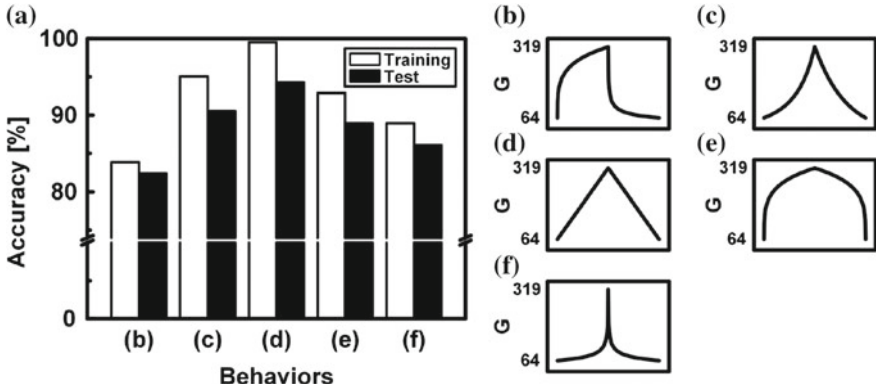 (a)
100
90
80
0
Accuracy [%]
Training
Test
(b) (c) (d) (e) (f)
Behaviors
(b)
319
G
64
(c)
319
G
64
(d)
319
G
64
(e)
319
G
64
(f)
319
G
64